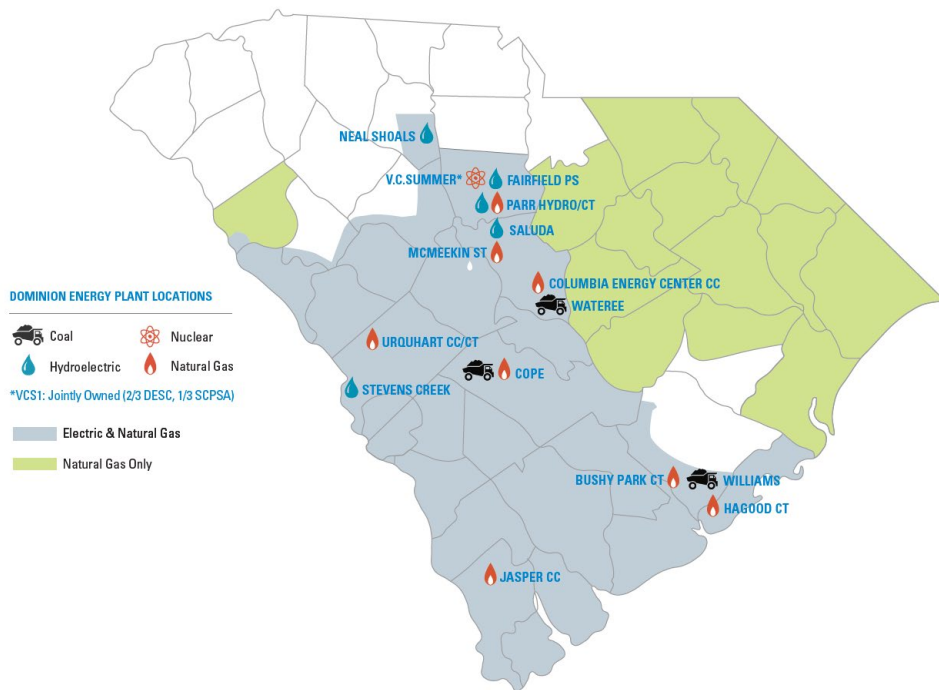 NEAL SHOALS
V.C.SUMMER*
FAIRFIELD PS
PARR HYDRO/CT
SALUDA
MCMEEKIN ST
COLUMBIA ENERGY CENTER CC
WATEREE
DOMINION ENERGY PLANT LOCATIONS
Coal
Nuclear
Hydroelectric
Natural Gas
*VCS1: Jointly Owned (2/3 DESC, 1/3 SCPSA)
Electric & Natural Gas
Natural Gas Only
URQUHART CC/CT
COPE
STEVENS CREEK
BUSHY PARK CT
WILLIAMS
HAGOOD CT
JASPER CC